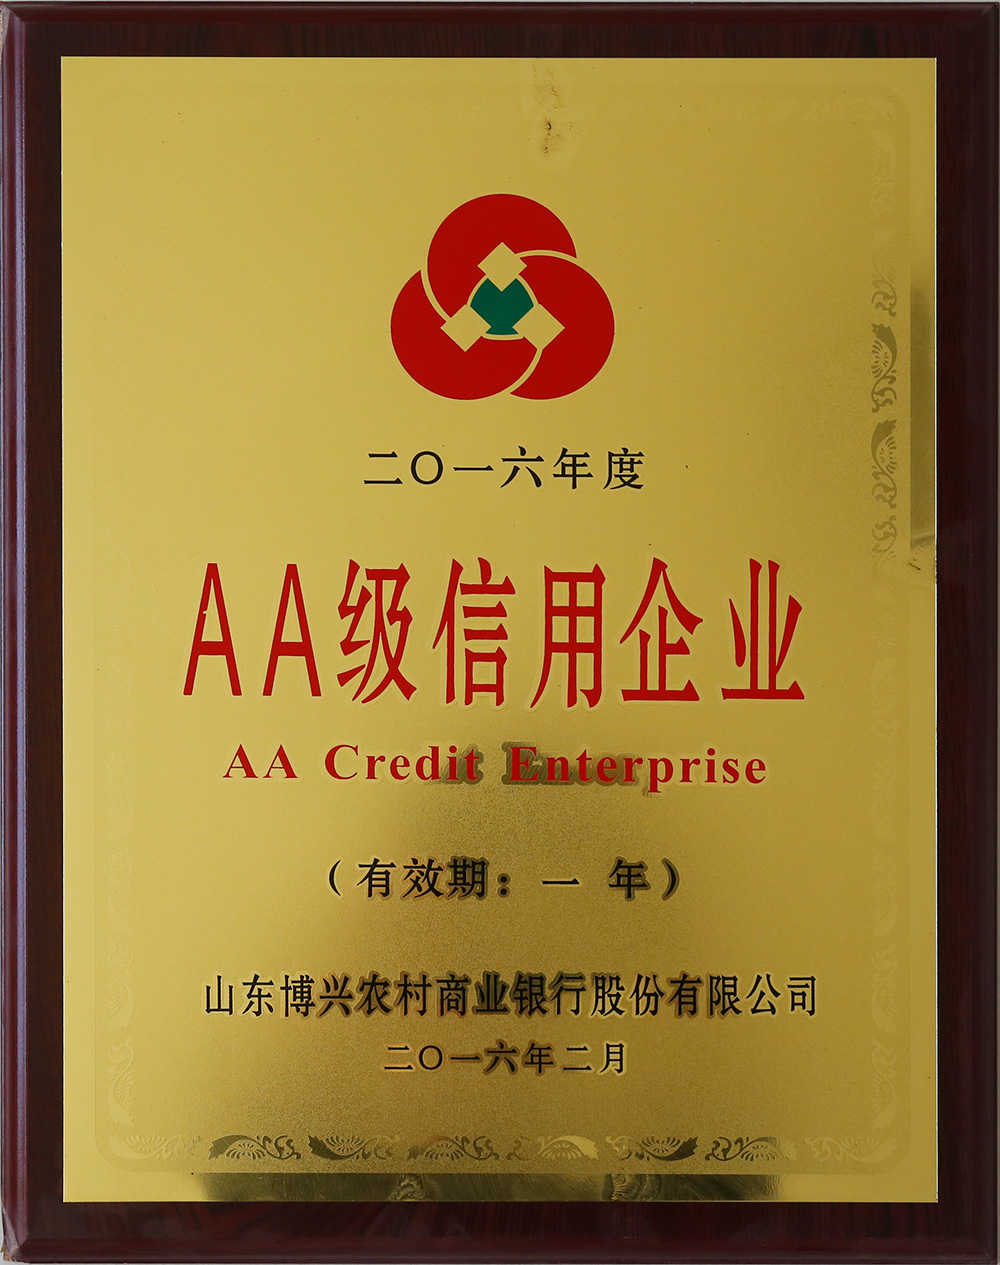 二〇一六年度
AA级信用企业
AA Credit Enterprise
（有效期：一 年）
山东博兴农村商业银行股份有限公司
二〇一六年二月